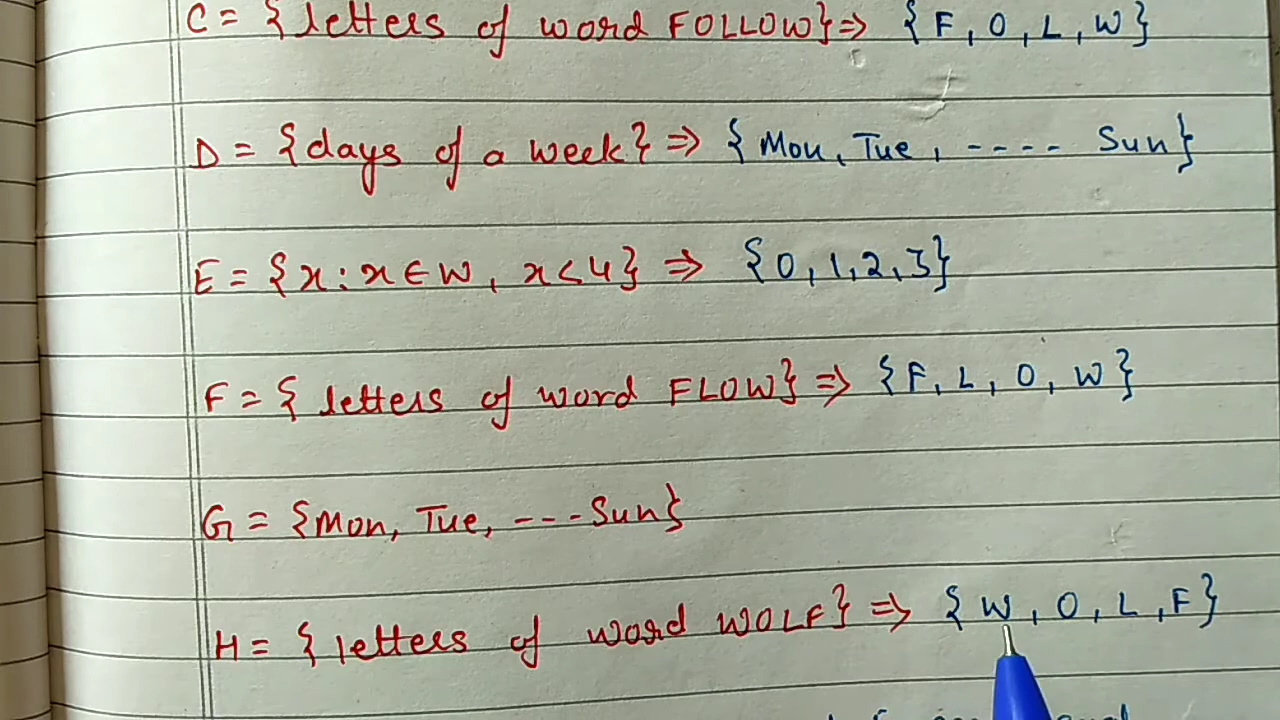 C = {letters of word FOLLOW} ⇒ {F, O, L, W}
D = {days of a week} ⇒ {Mon, Tue, ---- Sun}
E = {x : x ∈ W, x < 4} ⇒ {0, 1, 2, 3}
F = {letters of word FLOW} ⇒ {F, L, O, W}
G = {Mon, Tue, --- Sun}
H = {letters of word WOLF} ⇒ {W, O, L, F}